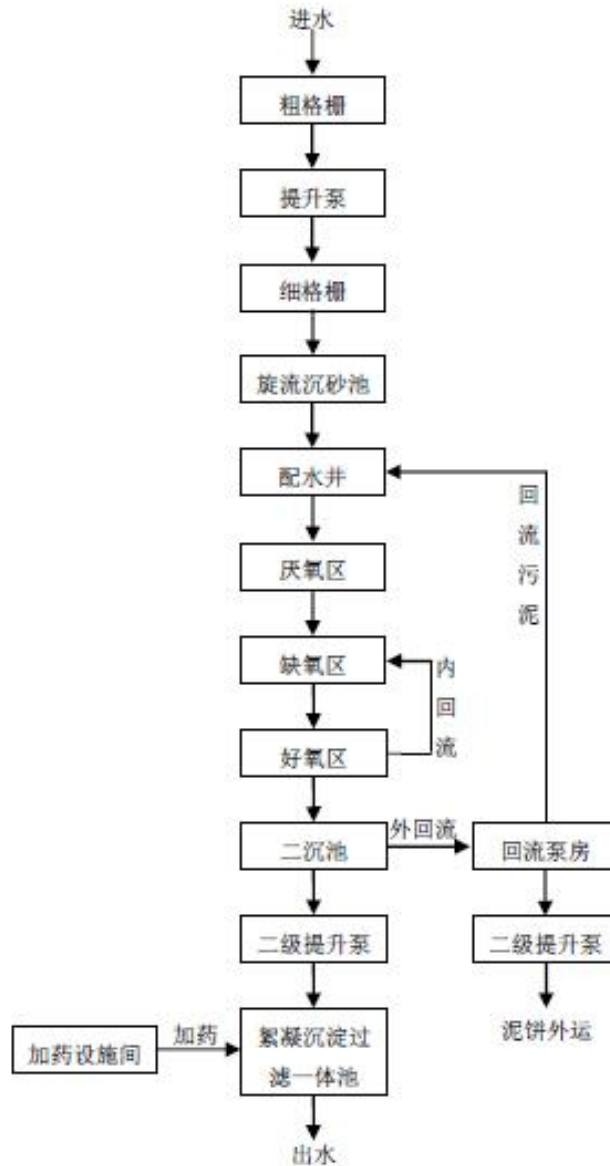 进水
粗格栅
提升泵
细格栅
旋流沉砂池
配水井
回流污泥
厌氧区
缺氧区
内回流
好氧区
二沉池
外回流
回流泵房
二级提升泵
二级提升泵
泥饼外运
加药设施间
加药
絮凝沉淀过
滤一体池
出水